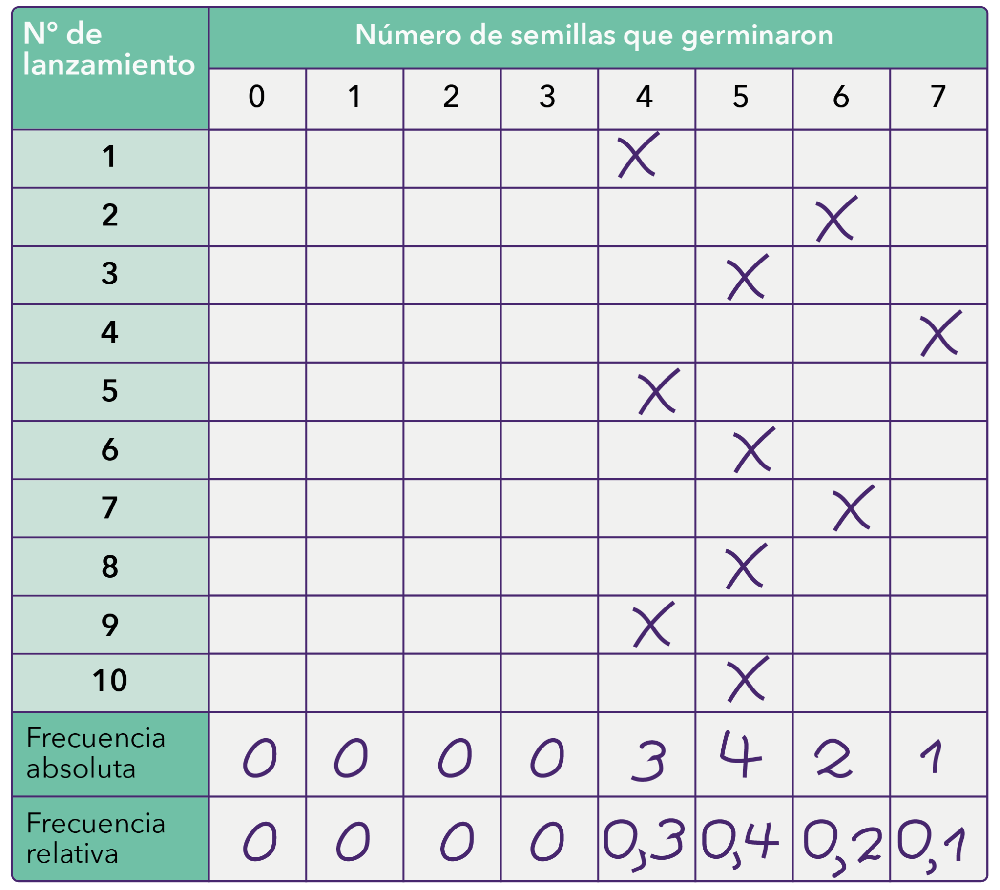 N° de
lanzamiento
Número de semillas que germinaron
0 1 2 3 4 5 6 7
1 X
2 X
3 X
4 X
5 X
6 X
7 X
8 X
9 X
10 X
Frecuencia
absoluta
0 0 0 0 3 4 2 1
Frecuencia
relativa
0 0 0 0 0,3 0,4 0,2 0,1